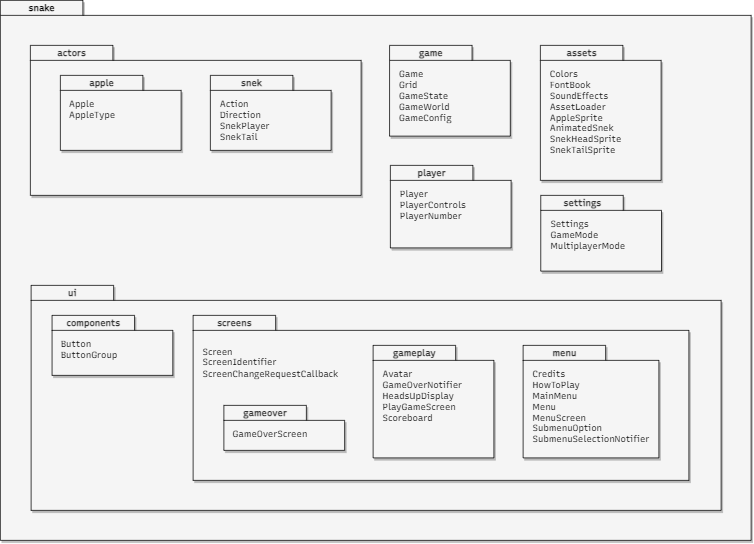 snake
actors
apple
Apple
AppleType
snek
Action
Direction
SnekPlayer
SnekTail
game
Game
Grid
GameState
GameWorld
GameConfig
assets
Colors
FontBook
SoundEffects
AssetLoader
AppleSprite
AnimatedSnek
SnekHeadSprite
SnekTailSprite
player
Player
PlayerControls
PlayerNumber
settings
Settings
GameMode
MultiplayerMode
ui
components
Button
ButtonGroup
screens
Screen
ScreenIdentifier
ScreenChangeRequestCallback
gameover
GameOverScreen
gameplay
Avatar
GameOverNotifier
HeadsUpDisplay
PlayGameScreen
Scoreboard
menu
Credits
HowToPlay
MainMenu
Menu
MenuScreen
SubmenuOption
SubmenuSelectionNotifier